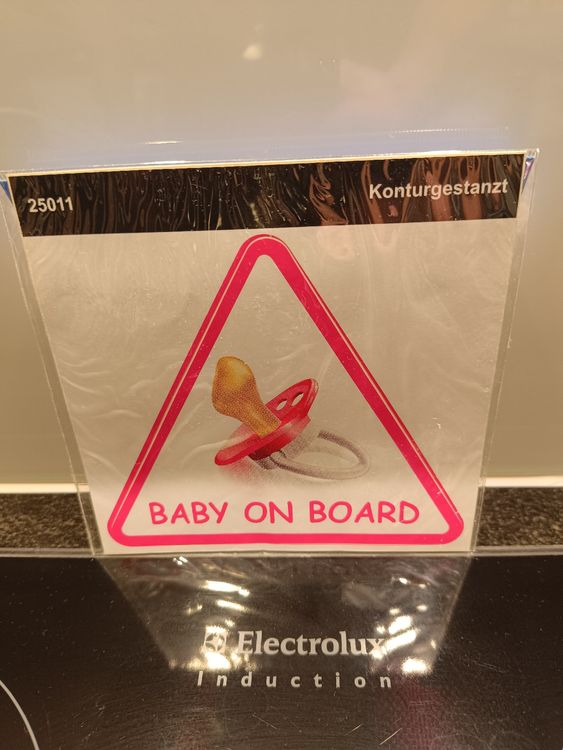 25011 Konturgestanzt
BABY ON BOARD
Electrolux
Induction